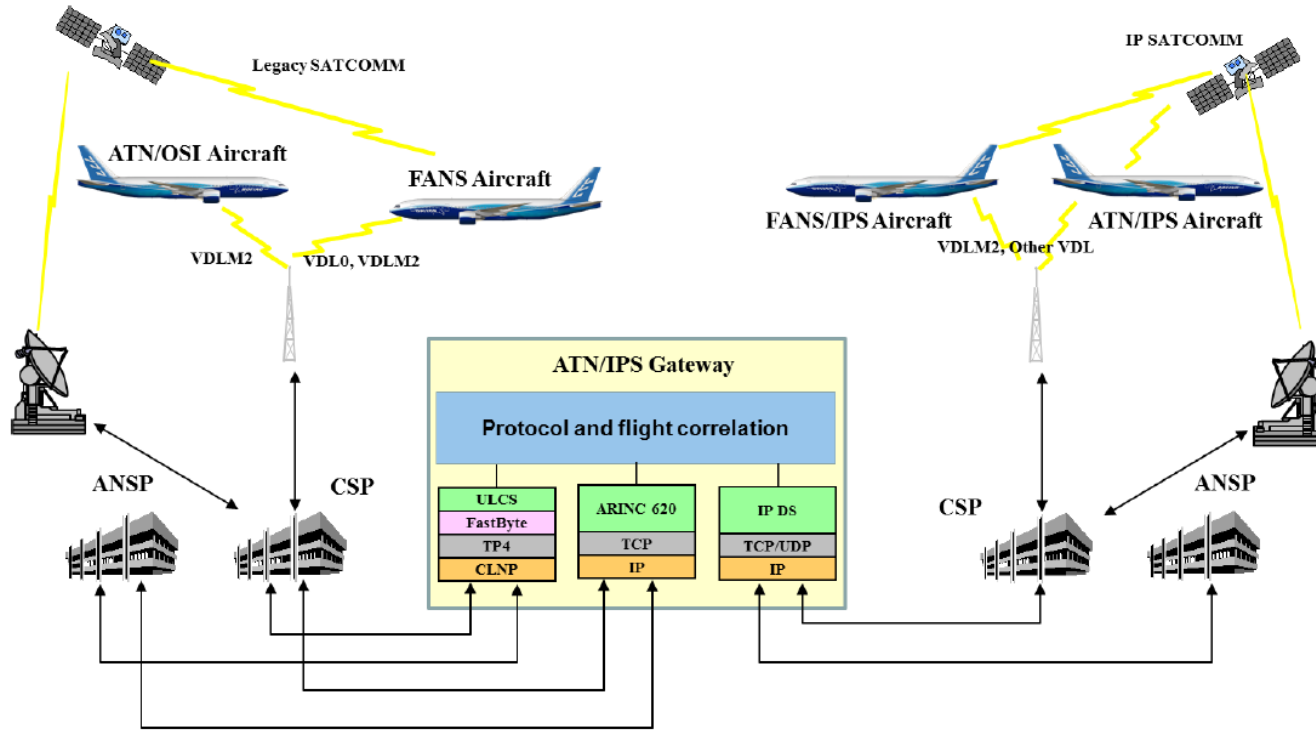 Legacy SATCOMM
IP SATCOMM
ATN/OSI Aircraft
FANS Aircraft
FANS/IPS Aircraft
ATN/IPS Aircraft
VDLM2
VDL0, VDLM2
VDLM2, Other VDL
ATN/IPS Gateway
Protocol and flight correlation
ANSP
CSP
ULCS
FastByte
TP4
CLNP
ARINC 620
TCP
IP
IP DS
TCP/UDP
IP
CSP
ANSP